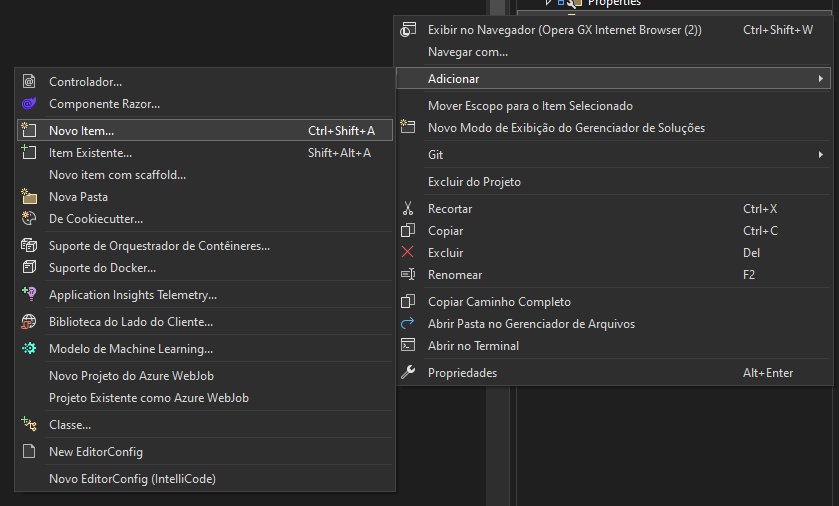 Properties
Exibir no Navegador (Opera GX Internet Browser (2)) Ctrl+Shift+W
Navegar com...
Adicionar
Mover Escopo para o Item Selecionado
Novo Modo de Exibição do Gerenciador de Soluções
Git
Excluir do Projeto
Recortar Ctrl+X
Copiar Ctrl+C
Excluir Del
Renomear F2
Copiar Caminho Completo
Abrir Pasta no Gerenciador de Arquivos
Abrir no Terminal
Propriedades Alt+Enter
Controlador...
Componente Razor...
Novo Item... Ctrl+Shift+A
Item Existente... Shift+Alt+A
Novo item com scaffold...
Nova Pasta
De Cookiecutter...
Suporte de Orquestrador de Contêineres...
Suporte do Docker...
Application Insights Telemetry...
Biblioteca do Lado do Cliente...
Modelo de Machine Learning...
Novo Projeto do Azure WebJob
Projeto Existente como Azure WebJob
Classe...
New EditorConfig
Novo EditorConfig (IntelliCode)